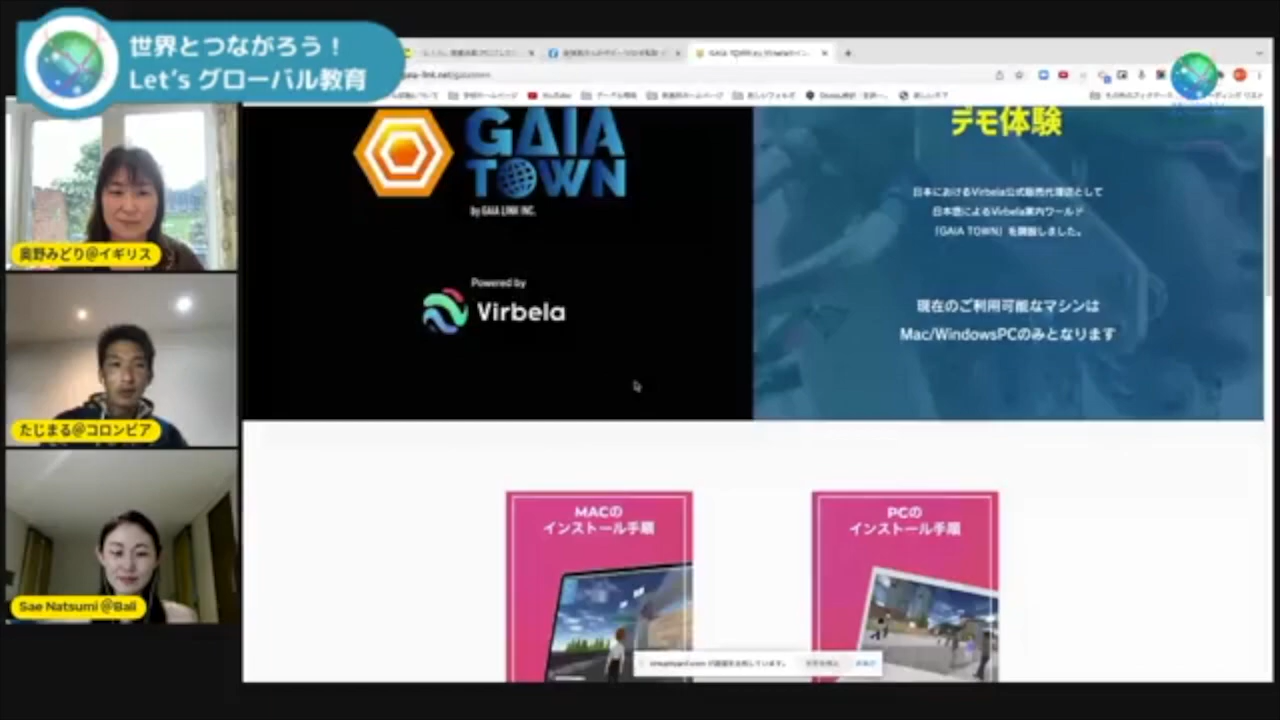 世界とつながろう！
Let's グローバル教育
奥野みどり@イギリス
たじまる@コロンビア
Sae Natsumi @Bali
GAIA
TOWN
by GAIA LINK INC.
Powered by
Virbela
デモ体験
日本におけるVirbela公式販売代理店として
日本語によるVirbela案内ワールド
「GAIA TOWN」を開設しました。
現在のご利用可能なマシンは
Mac/WindowsPCのみとなります
MACの
インストール手順
PCの
インストール手順